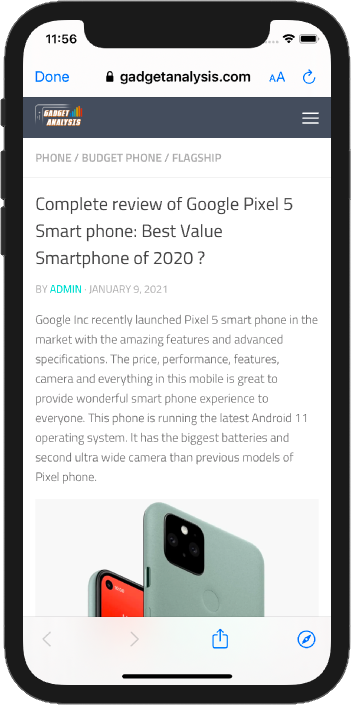 11:56
Done
gadgetanalysis.com
AA
GADGET
ANALYSIS
PHONE / BUDGET PHONE / FLAGSHIP
Complete review of Google Pixel 5
Smart phone: Best Value
Smartphone of 2020 ?
BY ADMIN · JANUARY 9, 2021
Google Inc recently launched Pixel 5 smart phone in the
market with the amazing features and advanced
specifications. The price, performance, features,
camera and everything in this mobile is great to
provide wonderful smart phone experience to
everyone. This phone is running the latest Android 11
operating system. It has the biggest batteries and
second ultra wide camera than previous models of
Pixel phone.